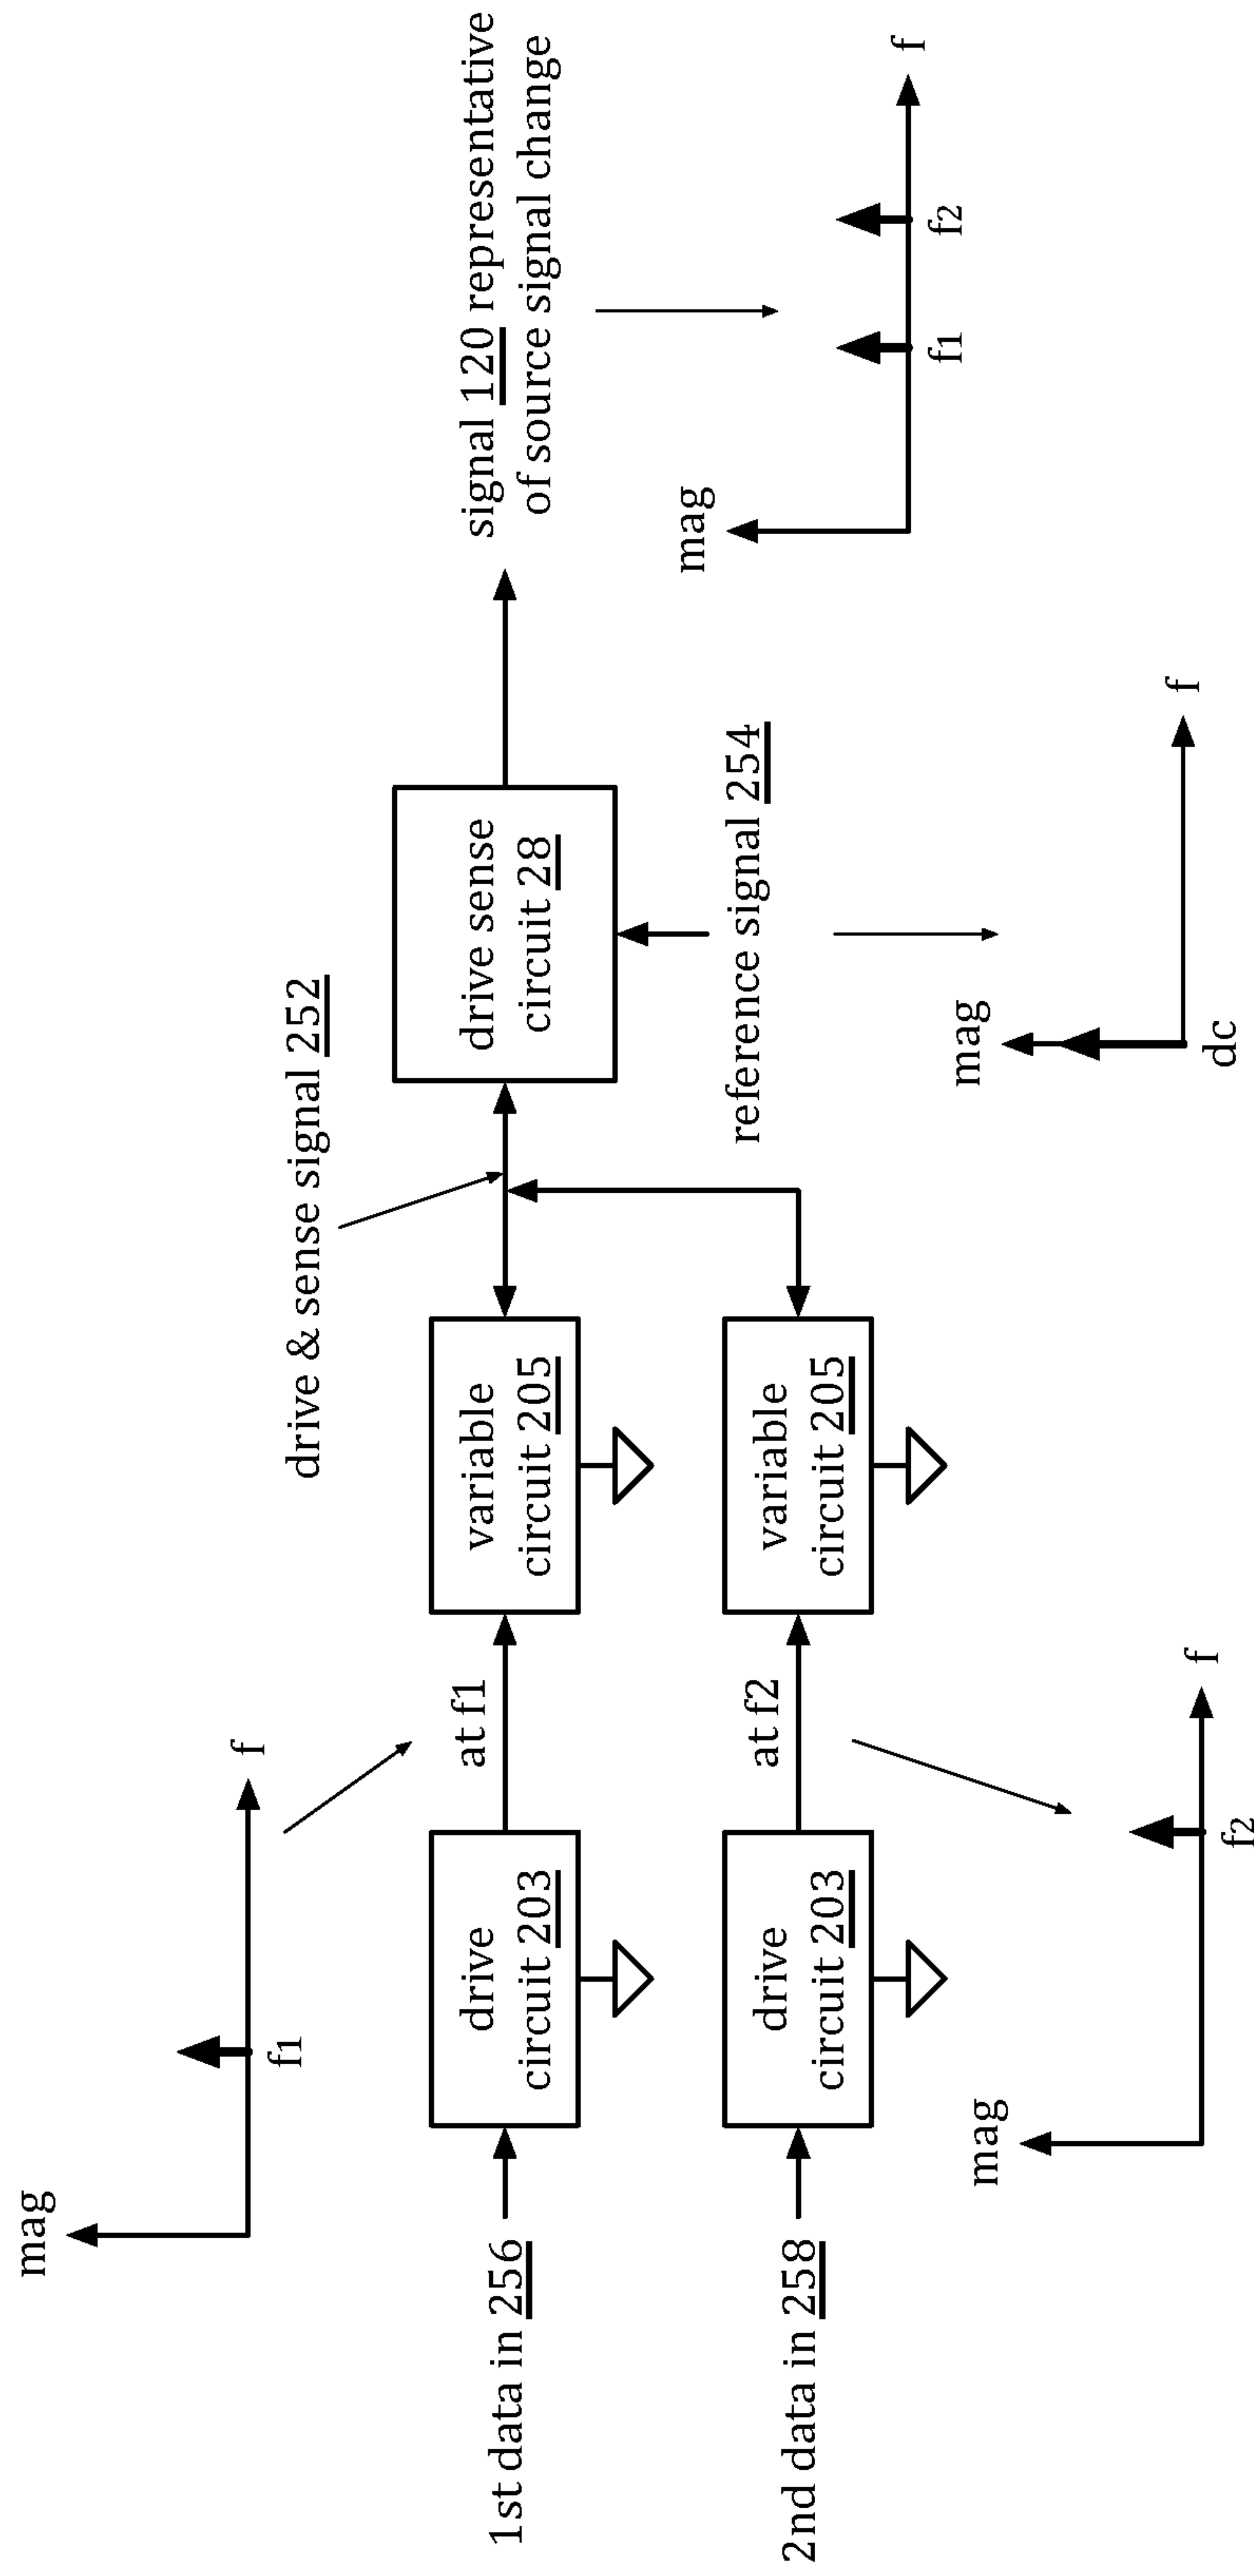 mag
f1
f
1st data in 256
drive
circuit 203
at f1
variable
circuit 205
drive & sense signal 252
drive sense
circuit 28
signal 120 representative
of source signal change
2nd data in 258
drive
circuit 203
at f2
variable
circuit 205
reference signal 254
mag
f1
f2
f
mag
f2
f
mag
dc
f